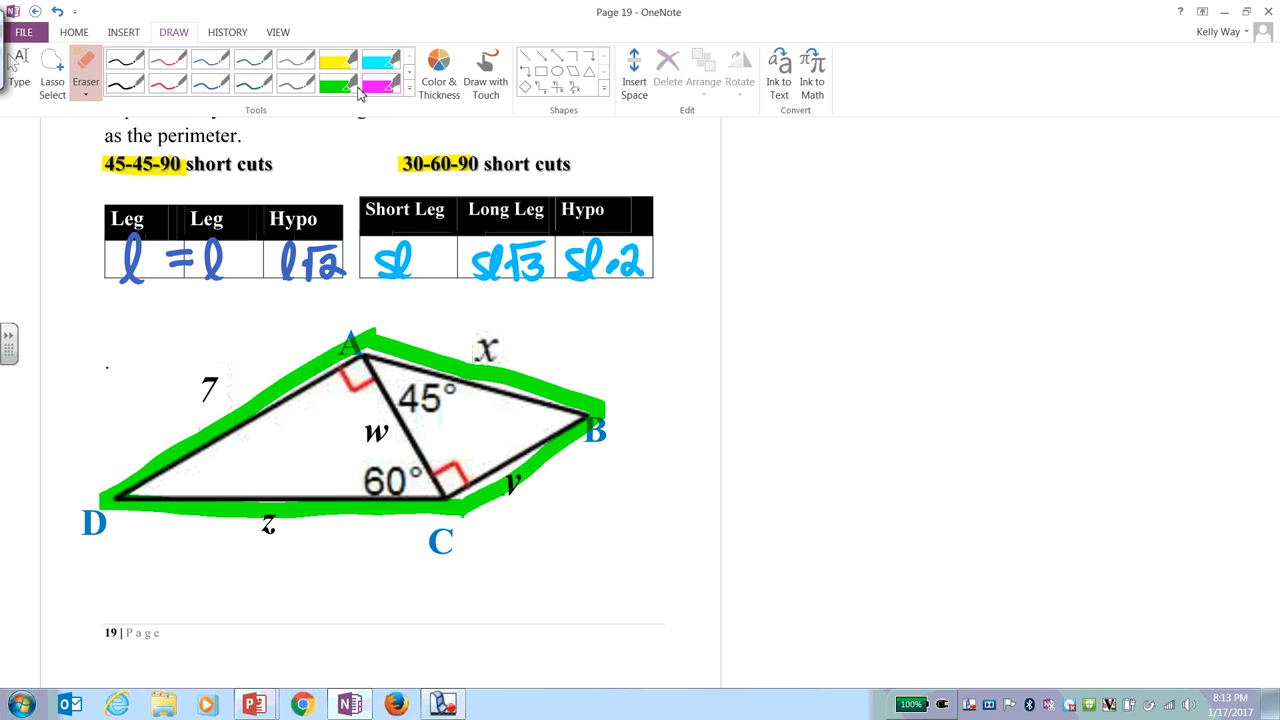 Page 19 - OneNote
?
FILE HOME INSERT DRAW HISTORY VIEW
Kelly Way
Type
Lasso Select
Eraser
Color & Thickness
Draw with Touch
Insert Space
Delete Arrange Rotate
Ink to Text
Ink to Math
Tools Shapes Edit Convert
as the perimeter.
45-45-90 short cuts 30-60-90 short cuts
Leg Leg Hypo
Short Leg Long Leg Hypo
l = l l√2
sl sl√3 sl•2
A
x
7
45°
w
B
60°
v
D
z
C
19 | Page
100%
8:13 PM
1/17/2017